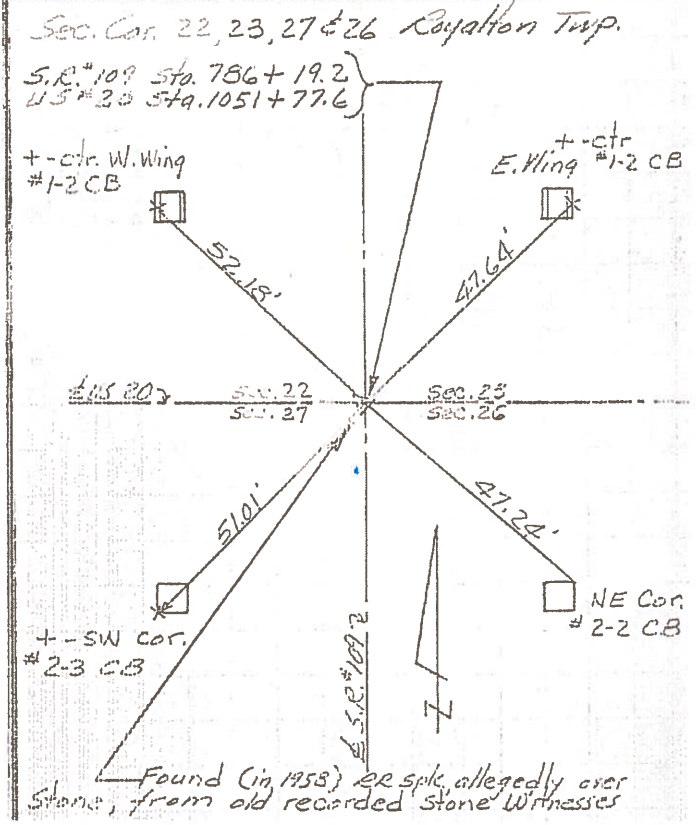 Sec. Cor. 22, 23, 27 & 26 Royalton Twp.
S.R. #109 Sta. 786+19.2
US #20 Sta. 1051+77.6
+ - ctr. W. Wing
#1-2 CB
+ - ctr
E. Wing #1-2 CB
52.18'
47.64'
℄ US 20
Sec. 22
Sec. 23
Sec. 27
Sec. 26
51.01'
47.24'
+ - SW cor.
#2-3 CB
NE Cor.
#2-2 CB
℄ S.R. #109
N
Found (in 1958) RR spk, allegedly over
Stone, from old recorded stone Witnesses